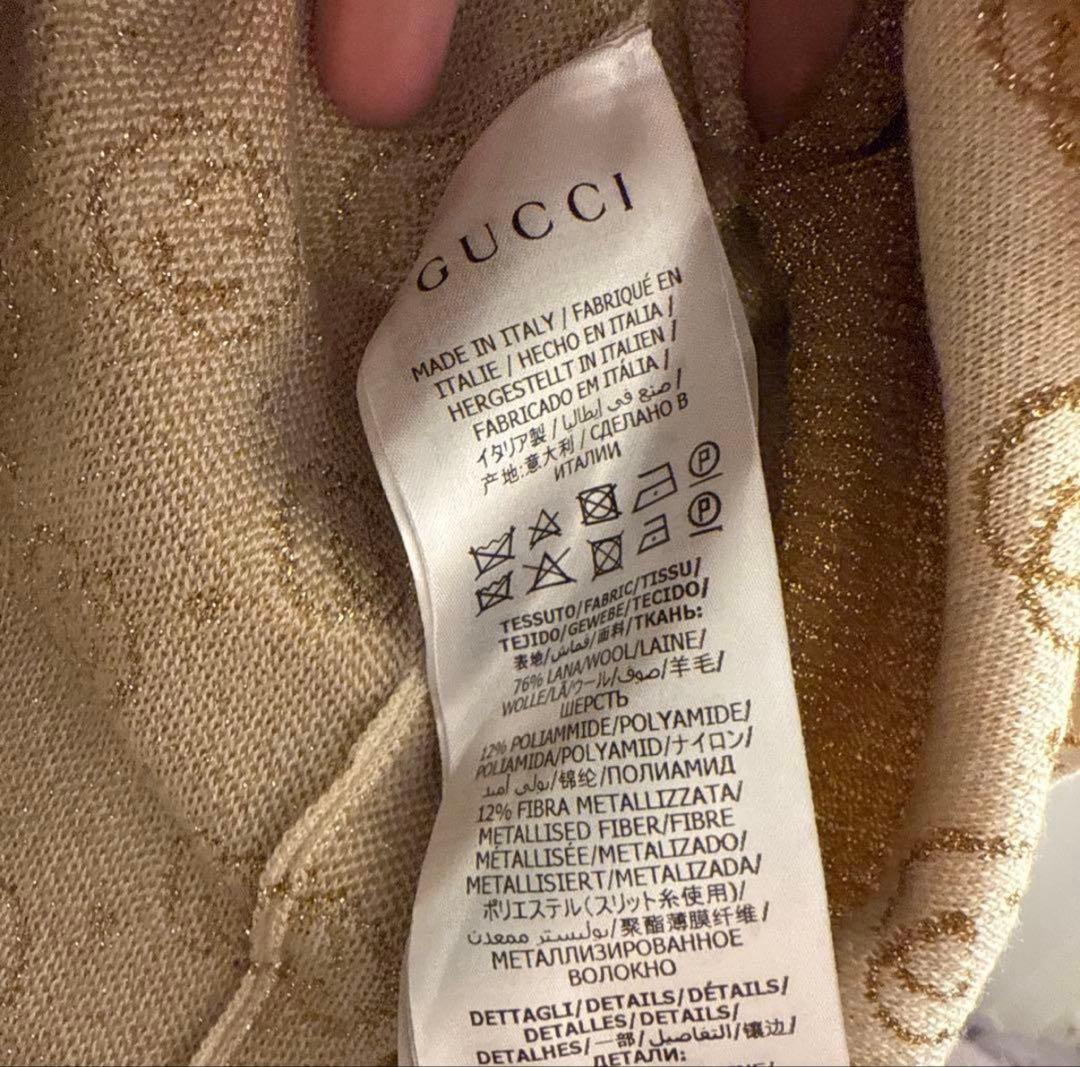 GUCCI
MADE IN ITALY / FABRIQUÉ EN
ITALIE / HECHO EN ITALIA /
HERGESTELLT IN ITALIEN /
FABRICADO EM ITÁLIA /
イタリア製 / صنع في إيطاليا /
产地:意大利 / СДЕЛАНО В
ИТАЛИИ
P
P
TESSUTO/FABRIC/TISSU/
TEJIDO/GEWEBE/TECIDO/
表地/قماش/面料/ТКАНЬ:
76% LANA/WOOL/LAINE/
WOLLE/LÃ/ウール/صوف/羊毛/
ШЕРСТЬ
12% POLIAMMIDE/POLYAMIDE/
POLIAMIDA/POLYAMID/ナイロン/
بولي أميد/锦纶/ПОЛИАМИД
12% FIBRA METALLIZZATA/
METALLISED FIBER/FIBRE
MÉTALLISÉE/METALIZADO/
METALLISIERT/METALIZADA/
ポリエステル(スリット糸使用)/
بوليستر ممعدن/聚酯薄膜纤维/
МЕТАЛЛИЗИРОВАННОЕ
ВОЛОКНО
DETTAGLI/DETAILS/DÉTAILS/
DETALLES/DETAILS/
DETALHES/一部/التفاصيل/镶边/
ДЕТАЛИ: